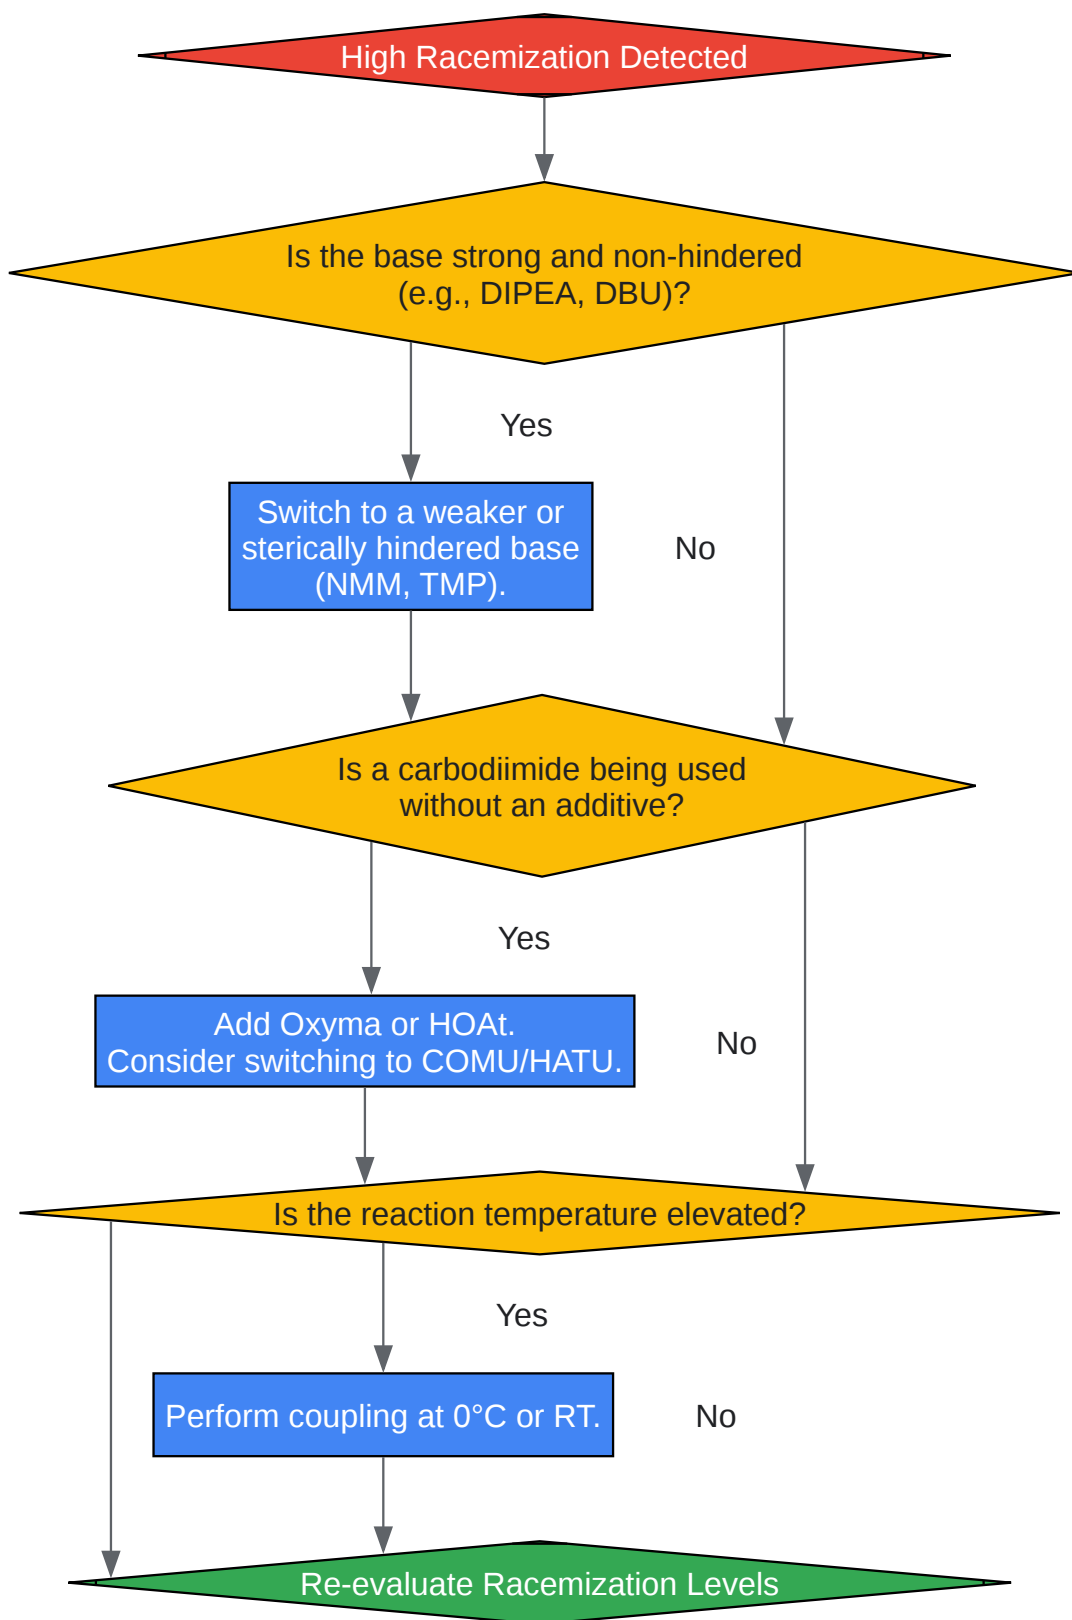 High Racemization Detected
Is the base strong and non-hindered
(e.g., DIPEA, DBU)?
Yes
Switch to a weaker or
sterically hindered base
(NMM, TMP).
No
Is a carbodiimide being used
without an additive?
Yes
Add Oxyma or HOAt.
Consider switching to COMU/HATU.
No
Is the reaction temperature elevated?
Yes
Perform coupling at 0°C or RT.
No
Re-evaluate Racemization Levels